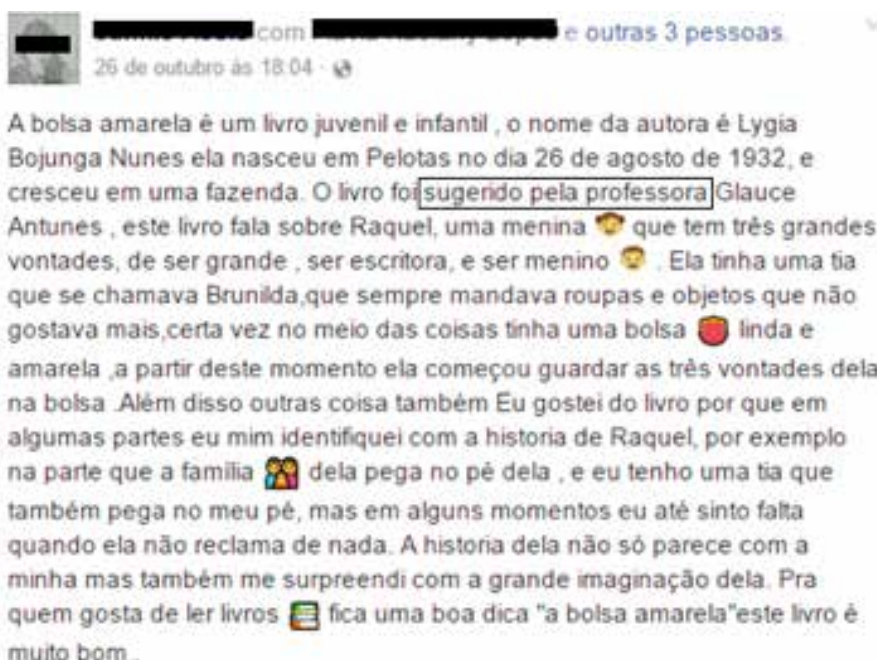 com e outras 3 pessoas.
26 de outubro às 18:04
A bolsa amarela é um livro juvenil e infantil , o nome da autora é Lygia
Bojunga Nunes ela nasceu em Pelotas no dia 26 de agosto de 1932, e
cresceu em uma fazenda. O livro foi sugerido pela professora Glauce
Antunes , este livro fala sobre Raquel, uma menina 👧 que tem três grandes
vontades, de ser grande , ser escritora, e ser menino 👦 . Ela tinha uma tia
que se chamava Brunilda,que sempre mandava roupas e objetos que não
gostava mais,certa vez no meio das coisas tinha uma bolsa 👝 linda e
amarela ,a partir deste momento ela começou guardar as três vontades dela
na bolsa .Além disso outras coisa também Eu gostei do livro por que em
algumas partes eu mim identifiquei com a historia de Raquel, por exemplo
na parte que a família 👪 dela pega no pé dela , e eu tenho uma tia que
também pega no meu pé, mas em alguns momentos eu até sinto falta
quando ela não reclama de nada. A historia dela não só parece com a
minha mas também me surpreendi com a grande imaginação dela. Pra
quem gosta de ler livros 📚 fica uma boa dica "a bolsa amarela"este livro é
muito bom .